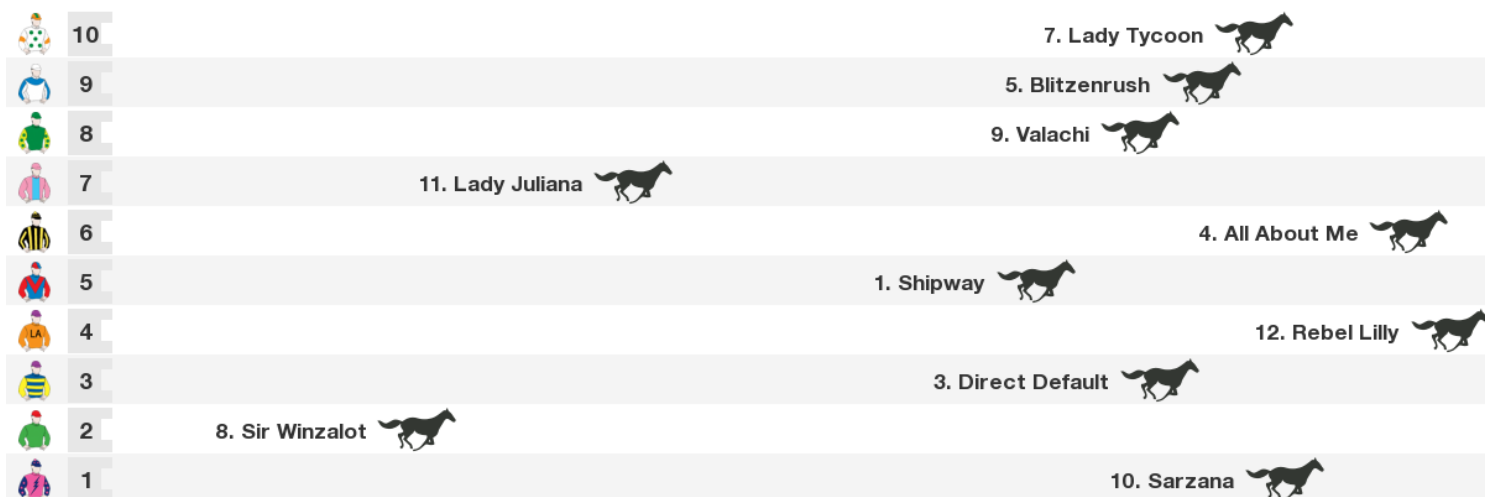 10 7. Lady Tycoon
9 5. Blitzenrush
8 9. Valachi
7 11. Lady Juliana
6 4. All About Me
5 1. Shipway
LA 4 12. Rebel Lilly
3 3. Direct Default
2 8. Sir Winzalot
1 10. Sarzana